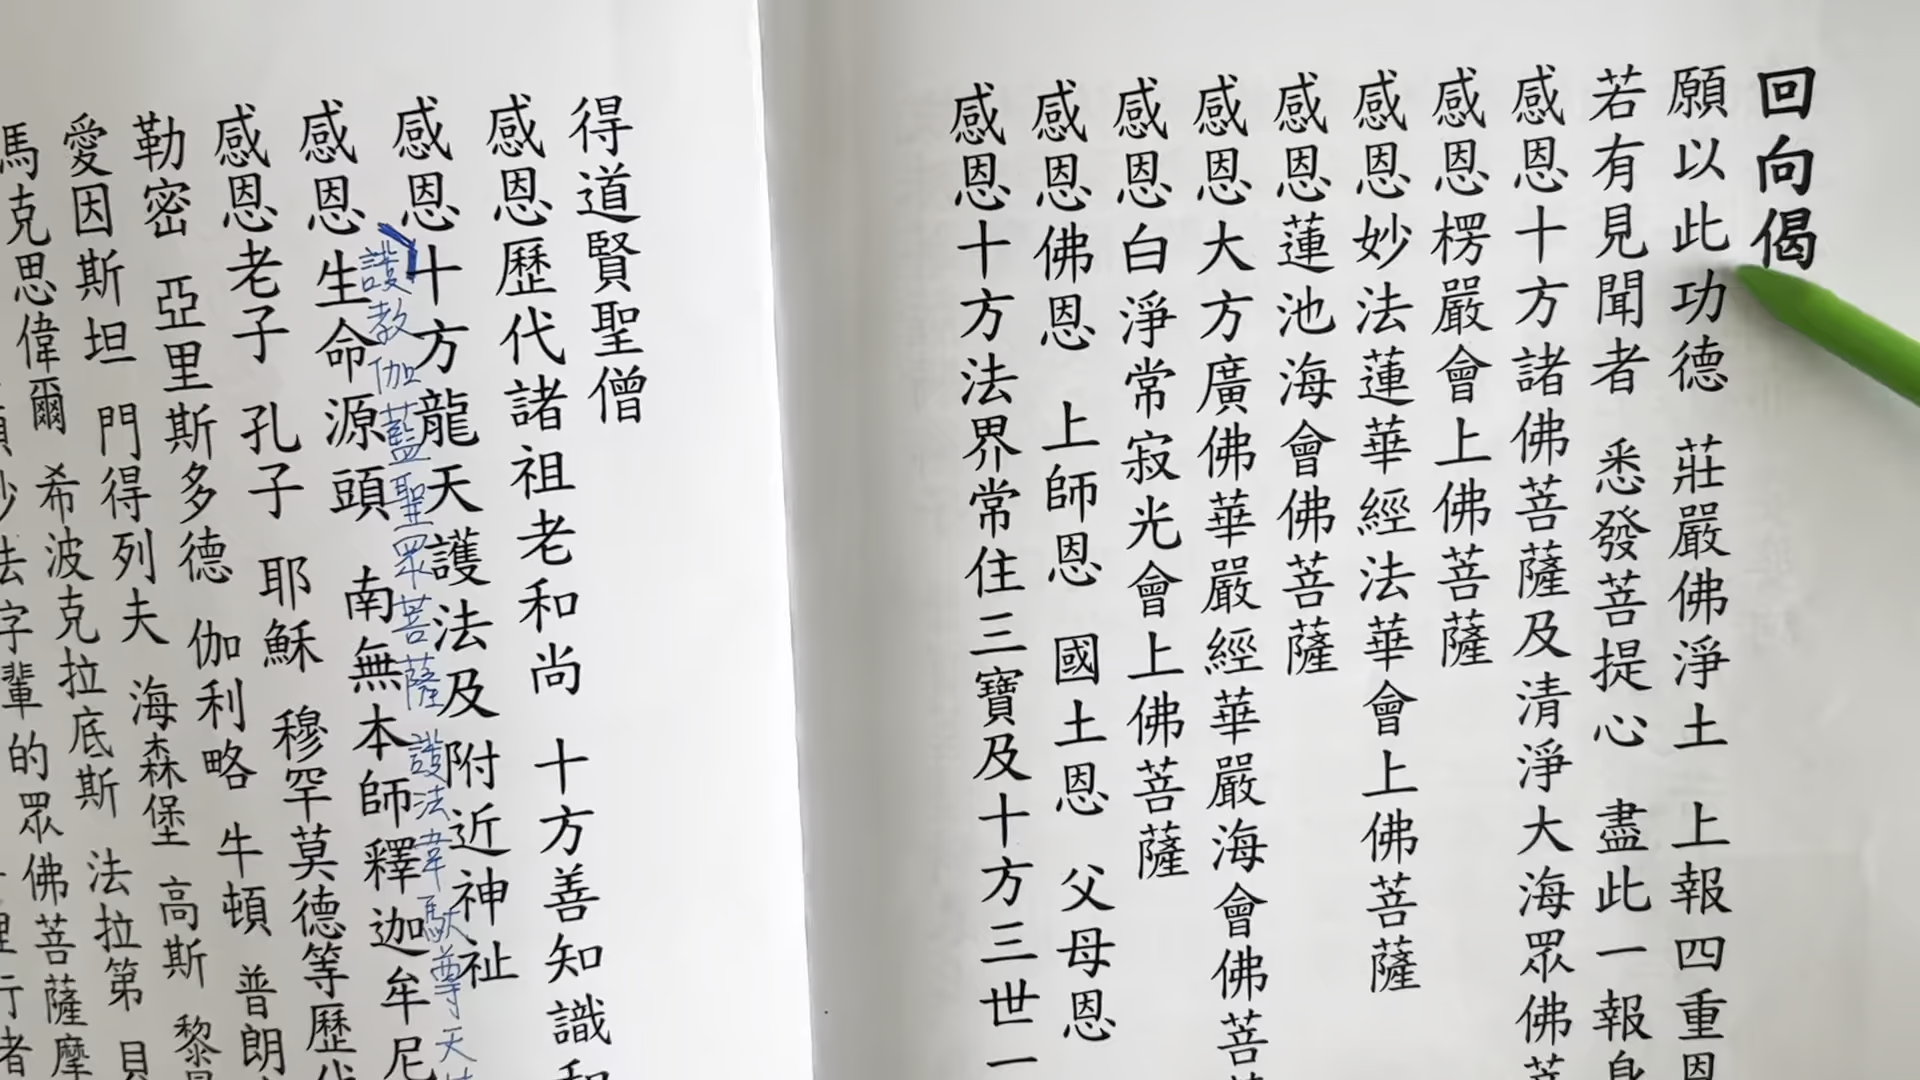 回向偈
願以此功德 莊嚴佛淨土 上報四重恩
若有見聞者 悉發菩提心 盡此一報身
感恩十方諸佛菩薩及清淨大海眾佛菩
感恩楞嚴會上佛菩薩
感恩妙法蓮華經法華會上佛菩薩
感恩蓮池海會佛菩薩
感恩大方廣佛華嚴經華嚴海會佛菩
感恩白淨常寂光會上佛菩薩
感恩佛恩 上師恩 國土恩 父母恩
感恩十方法界常住三寶及十方三世一
得道賢聖僧
感恩歷代諸祖老和尚 十方善知識和
感恩十方龍天護法及附近神祉
護教伽藍聖眾菩薩 護法韋馱尊天
感恩生命源頭 南無本師釋迦牟尼
感恩老子 孔子 耶穌 穆罕莫德等歷代
勒密 亞里斯多德 伽利略 牛頓 普朗
愛因斯坦 門得列夫 海森堡 高斯 黎
馬克思偉爾 希波克拉底斯 法拉第 貝
法字輩的眾佛菩薩摩
行者